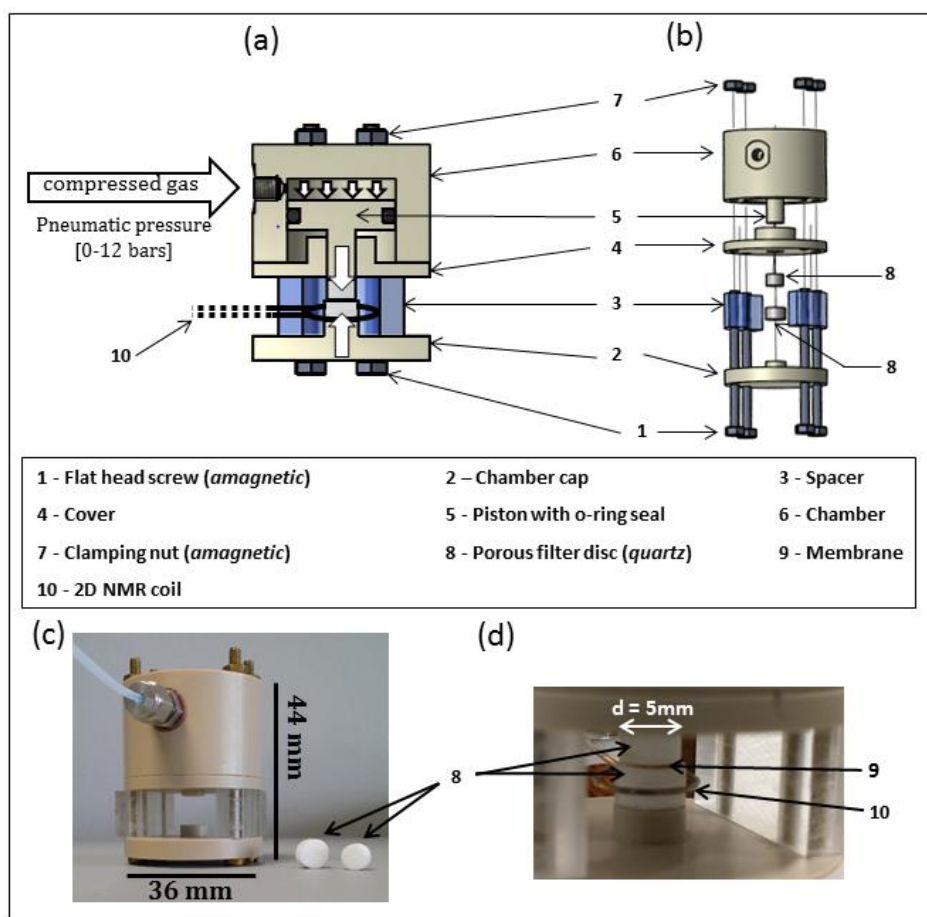 (a)
(b)
7
compressed gas
6
Pneumatic pressure
[0-12 bars]
5
4
8
3
10
2
8
1
1 - Flat head screw (amagnetic)
2 – Chamber cap
3 - Spacer
4 - Cover
5 - Piston with o-ring seal
6 - Chamber
7 - Clamping nut (amagnetic)
8 - Porous filter disc (quartz)
9 - Membrane
10 - 2D NMR coil
(c)
(d)
44 mm
d = 5mm
8
9
10
36 mm